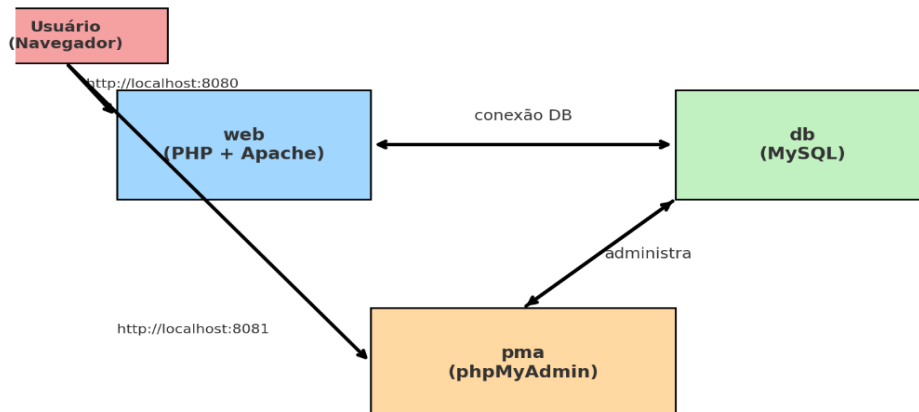 Usuário
(Navegador)
http://localhost:8080
web
(PHP + Apache)
conexão DB
db
(MySQL)
administra
http://localhost:8081
pma
(phpMyAdmin)